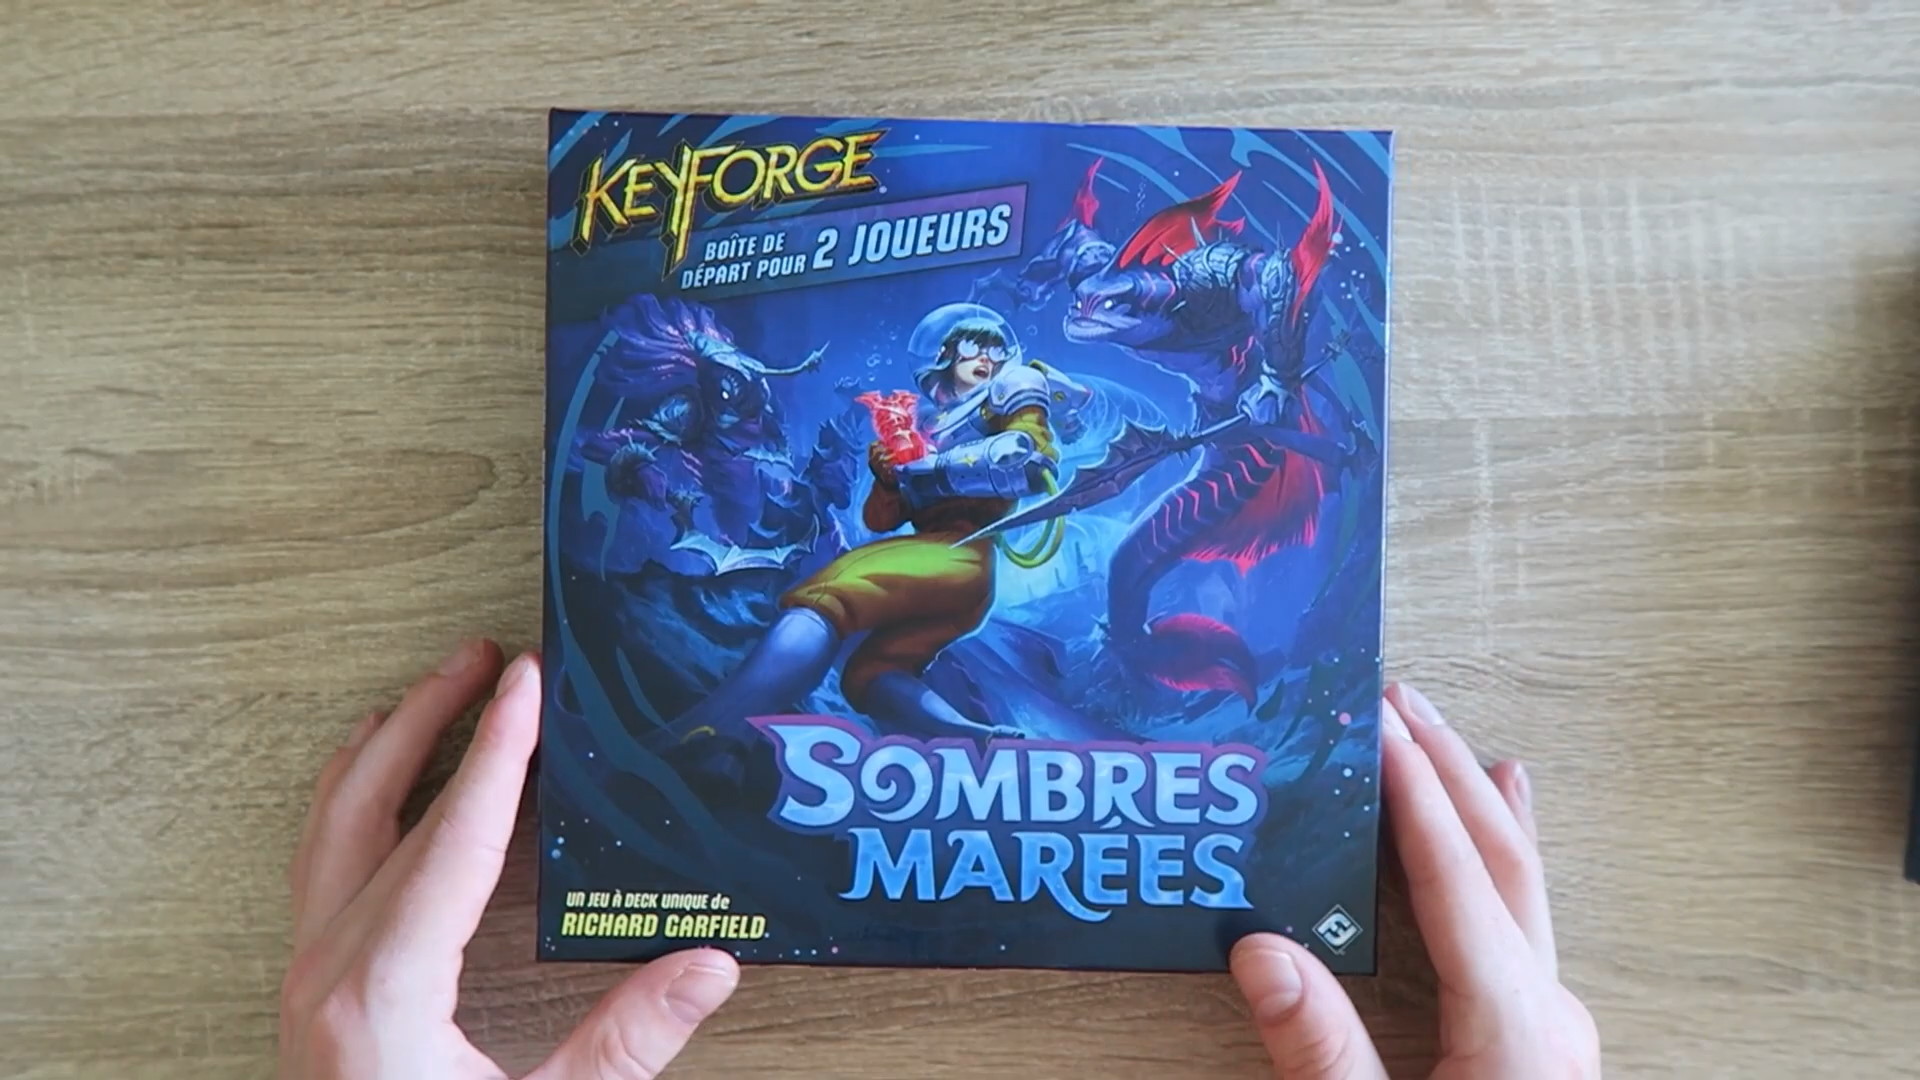 KEYFORGE
BOÎTE DE
DÉPART POUR 2 JOUEURS
SOMBRES
MARÉES
UN JEU À DECK UNIQUE de
RICHARD GARFIELD.